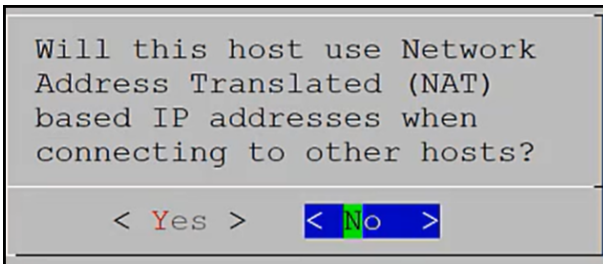 Will this host use Network
Address Translated (NAT)
based IP addresses when
connecting to other hosts?
< Yes > < No >